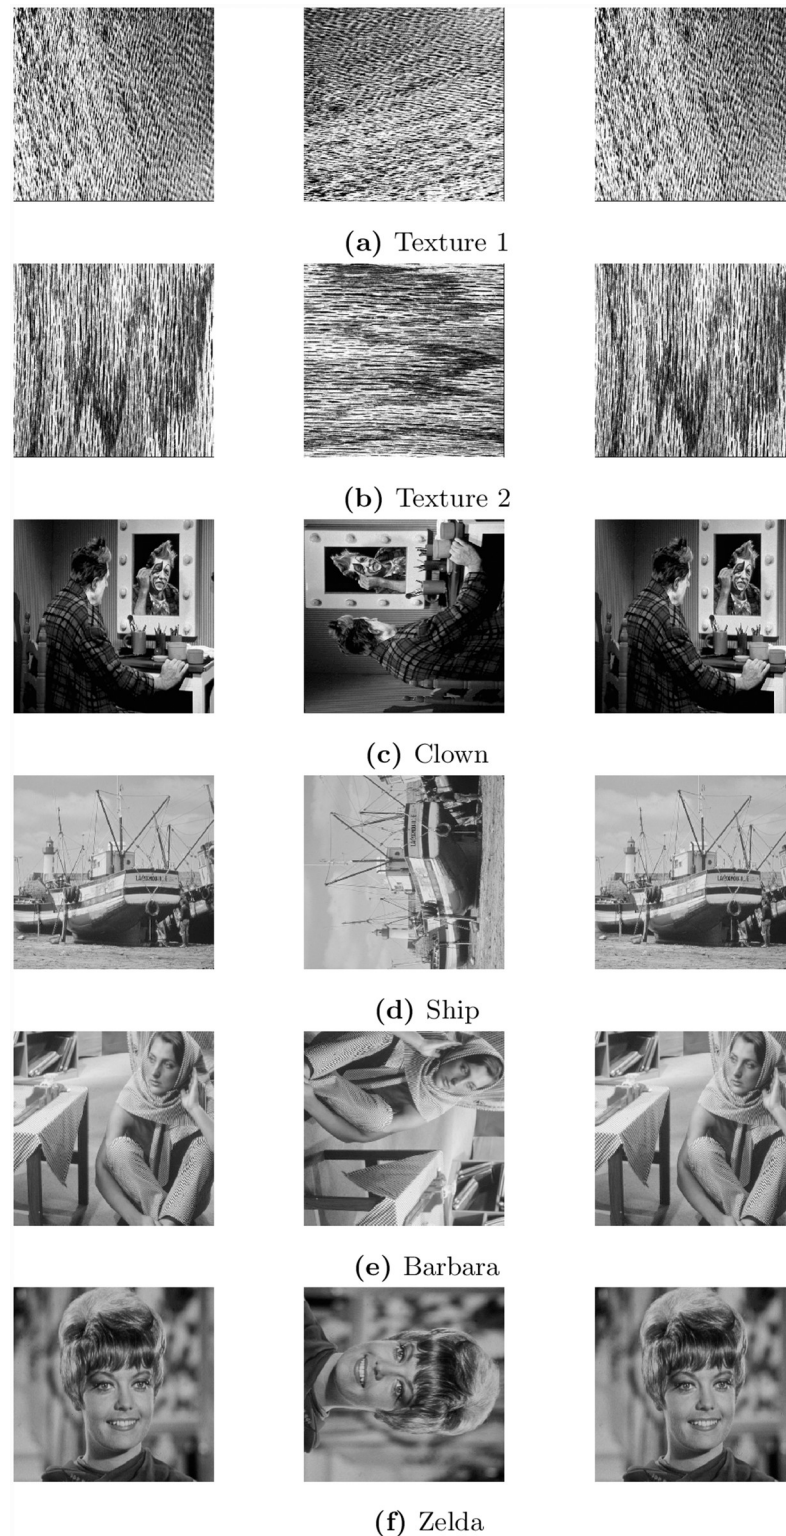 (a) Texture 1
(b) Texture 2
(c) Clown
(d) Ship
(e) Barbara
(f) Zelda